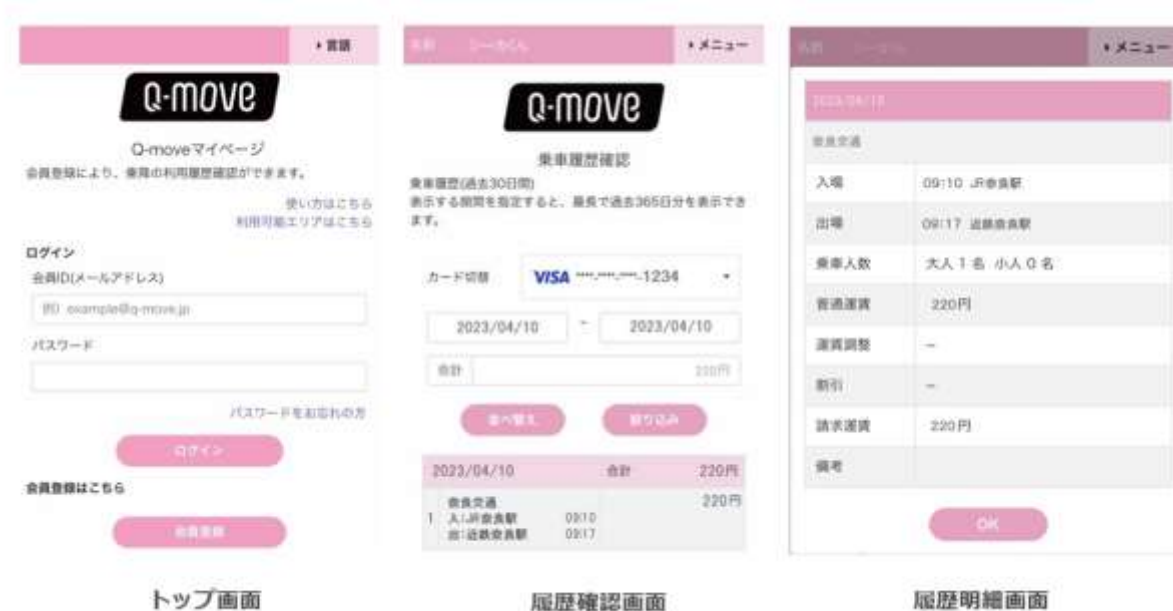 言語
Q-move
Q-moveマイページ
会員登録により、乗降の利用履歴確認ができます。
使い方はこちら
利用可能エリアはこちら
ログイン
会員ID(メールアドレス)
例) example@q-move.jp
パスワード
パスワードをお忘れの方
ログイン
会員登録はこちら
会員登録
トップ画面
名前
メニュー
Q-move
乗車履歴確認
乗車履歴(過去30日間)
表示する期間を指定すると、最長で過去365日分を表示でき
ます。
カード切替 VISA ****-****-****-1234
2023/04/10 ~ 2023/04/10
合計 220円
並べ替え 絞り込み
2023/04/10 合計 220円
奈良交通 220円
1 入:JR奈良駅 09:10
出:近鉄奈良駅 09:17
履歴確認画面
名前
メニュー
2023/04/10
奈良交通
入場 09:10 JR奈良駅
出場 09:17 近鉄奈良駅
乗車人数 大人1名 小人0名
普通運賃 220円
運賃調整 −
割引 −
請求運賃 220円
備考
OK
履歴明細画面